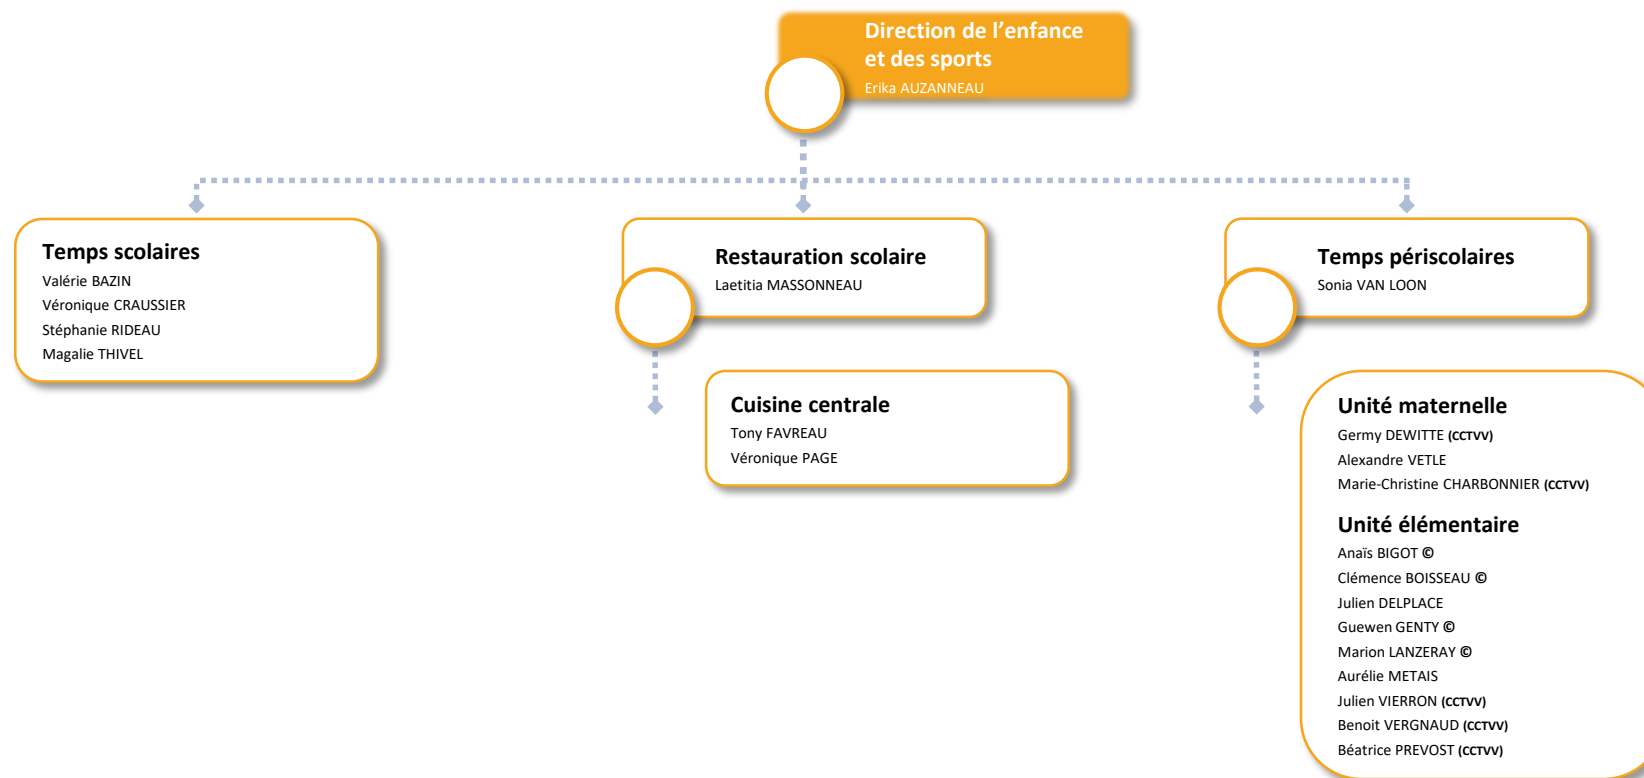 Direction de l’enfance
et des sports
Erika AUZANNEAU
Temps scolaires
Valérie BAZIN
Véronique CRAUSSIER
Stéphanie RIDEAU
Magalie THIVEL
Restauration scolaire
Laetitia MASSONNEAU
Cuisine centrale
Tony FAVREAU
Véronique PAGE
Temps périscolaires
Sonia VAN LOON
Unité maternelle
Germy DEWITTE (CCTVV)
Alexandre VETLE
Marie-Christine CHARBONNIER (CCTVV)
Unité élémentaire
Anaïs BIGOT ©
Clémence BOISSEAU ©
Julien DELPLACE
Guewen GENTY ©
Marion LANZERAY ©
Aurélie METAIS
Julien VIERRON (CCTVV)
Benoit VERGNAUD (CCTVV)
Béatrice PREVOST (CCTVV)